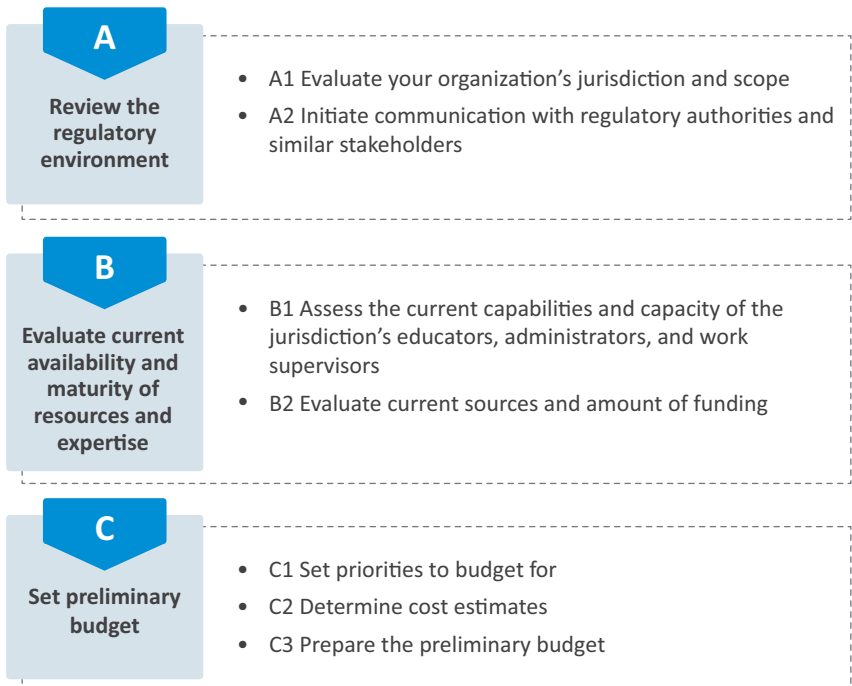 A
Review the
regulatory
environment
• A1 Evaluate your organization’s jurisdiction and scope
• A2 Initiate communication with regulatory authorities and
similar stakeholders
B
Evaluate current
availability and
maturity of
resources and
expertise
• B1 Assess the current capabilities and capacity of the
jurisdiction’s educators, administrators, and work
supervisors
• B2 Evaluate current sources and amount of funding
C
Set preliminary
budget
• C1 Set priorities to budget for
• C2 Determine cost estimates
• C3 Prepare the preliminary budget